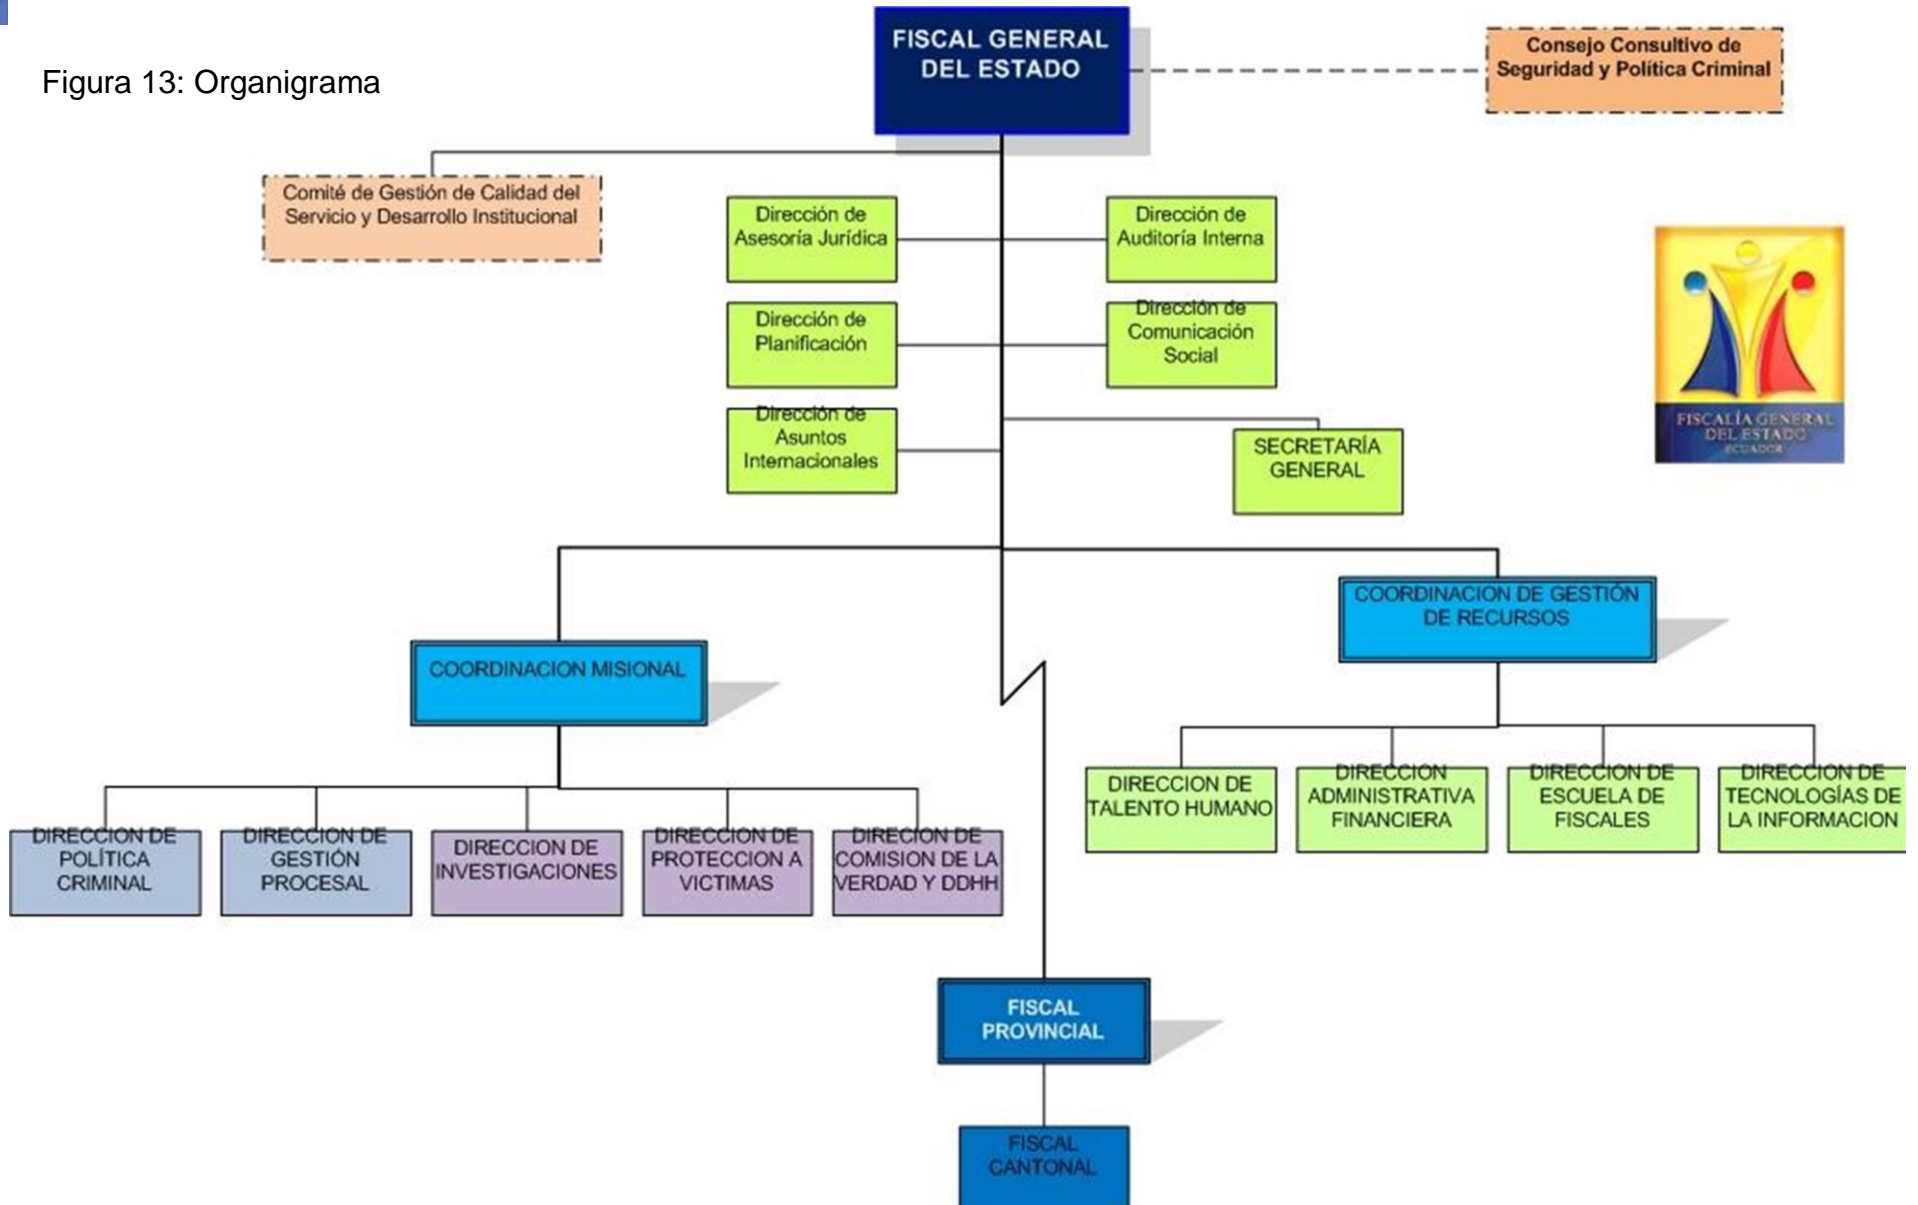 Figura 13: Organigrama
FISCAL GENERAL
DEL ESTADO
Consejo Consultivo de
Seguridad y Política Criminal
Comité de Gestión de Calidad del
Servicio y Desarrollo Institucional
Dirección de
Asesoría Jurídica
Dirección de
Auditoría Interna
Dirección de
Planificación
Dirección de
Comunicación
Social
Dirección de
Asuntos
Internacionales
SECRETARÍA
GENERAL
FISCALÍA GENERAL
DEL ESTADO
ECUADOR
COORDINACION MISIONAL
COORDINACION DE GESTIÓN
DE RECURSOS
DIRECCION DE
POLÍTICA
CRIMINAL
DIRECCION DE
GESTIÓN
PROCESAL
DIRECCION DE
INVESTIGACIONES
DIRECCION DE
PROTECCION A
VICTIMAS
DIRECION DE
COMISION DE LA
VERDAD Y DDHH
DIRECCION DE
TALENTO HUMANO
DIRECCION
ADMINISTRATIVA
FINANCIERA
DIRECCION DE
ESCUELA DE
FISCALES
DIRECCION DE
TECNOLOGÍAS DE
LA INFORMACION
FISCAL
PROVINCIAL
FISCAL
CANTONAL